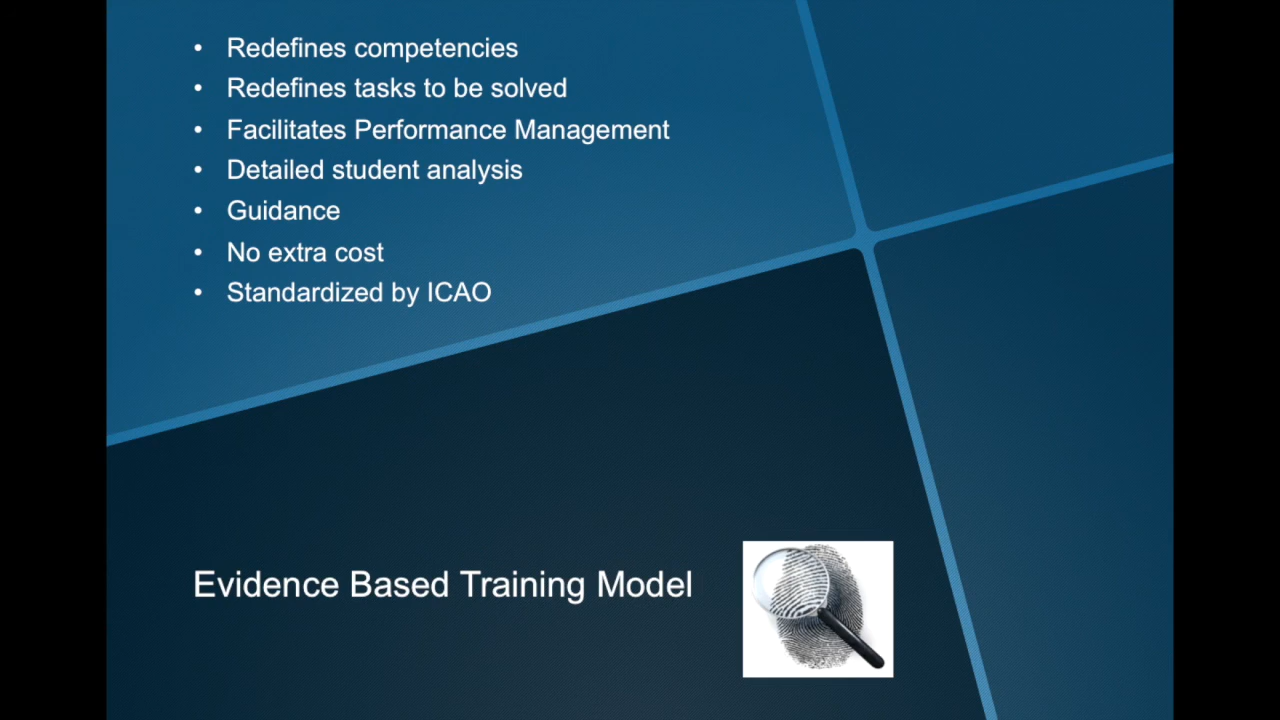 • Redefines competencies
• Redefines tasks to be solved
• Facilitates Performance Management
• Detailed student analysis
• Guidance
• No extra cost
• Standardized by ICAO
Evidence Based Training Model